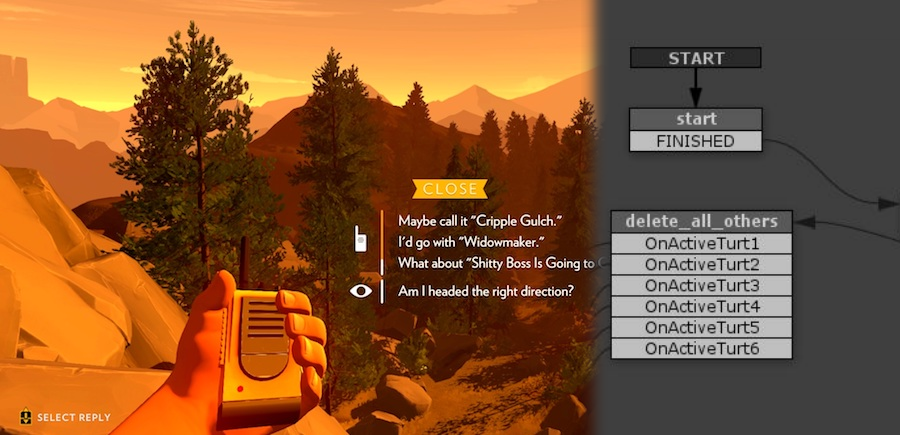 CLOSE
Maybe call it "Cripple Gulch."
I'd go with "Widowmaker."
What about "Shitty Boss Is Going to
Am I headed the right direction?
SELECT REPLY
START
start
FINISHED
delete_all_others
OnActiveTurt1
OnActiveTurt2
OnActiveTurt3
OnActiveTurt4
OnActiveTurt5
OnActiveTurt6